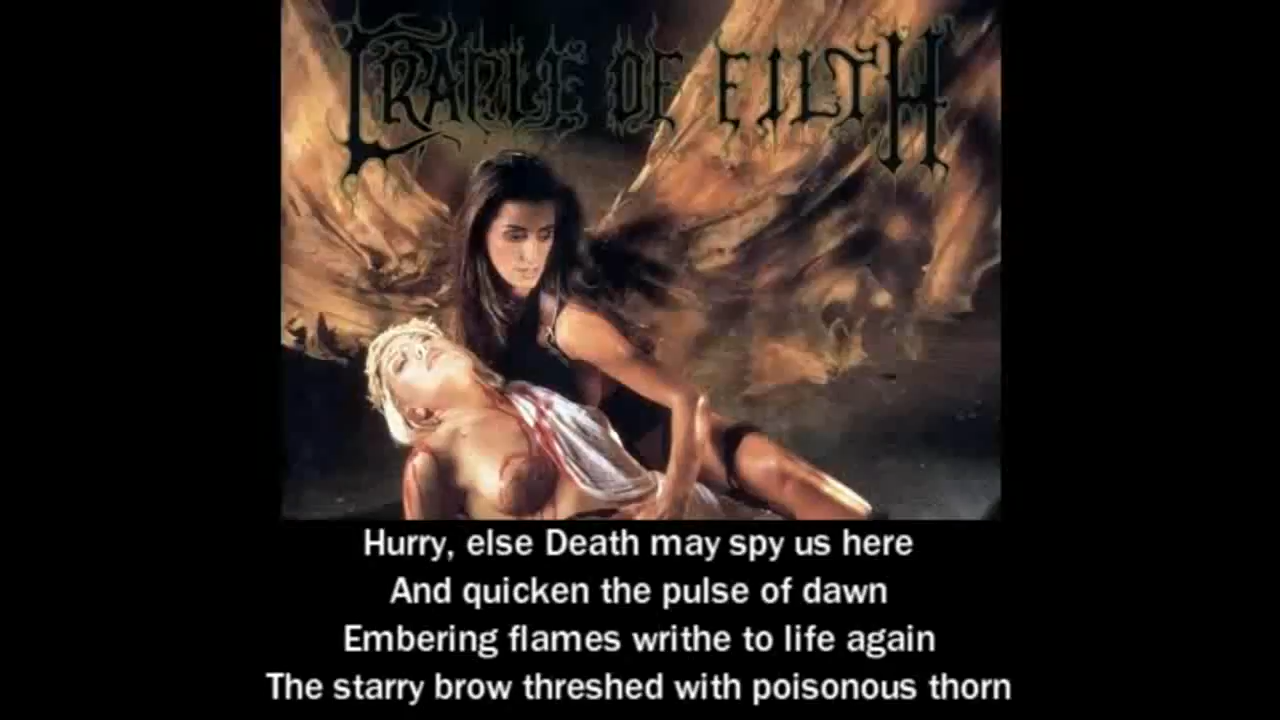 CRADLE OF FILTH
Hurry, else Death may spy us here
And quicken the pulse of dawn
Embering flames writhe to life again
The starry brow threshed with poisonous thorn